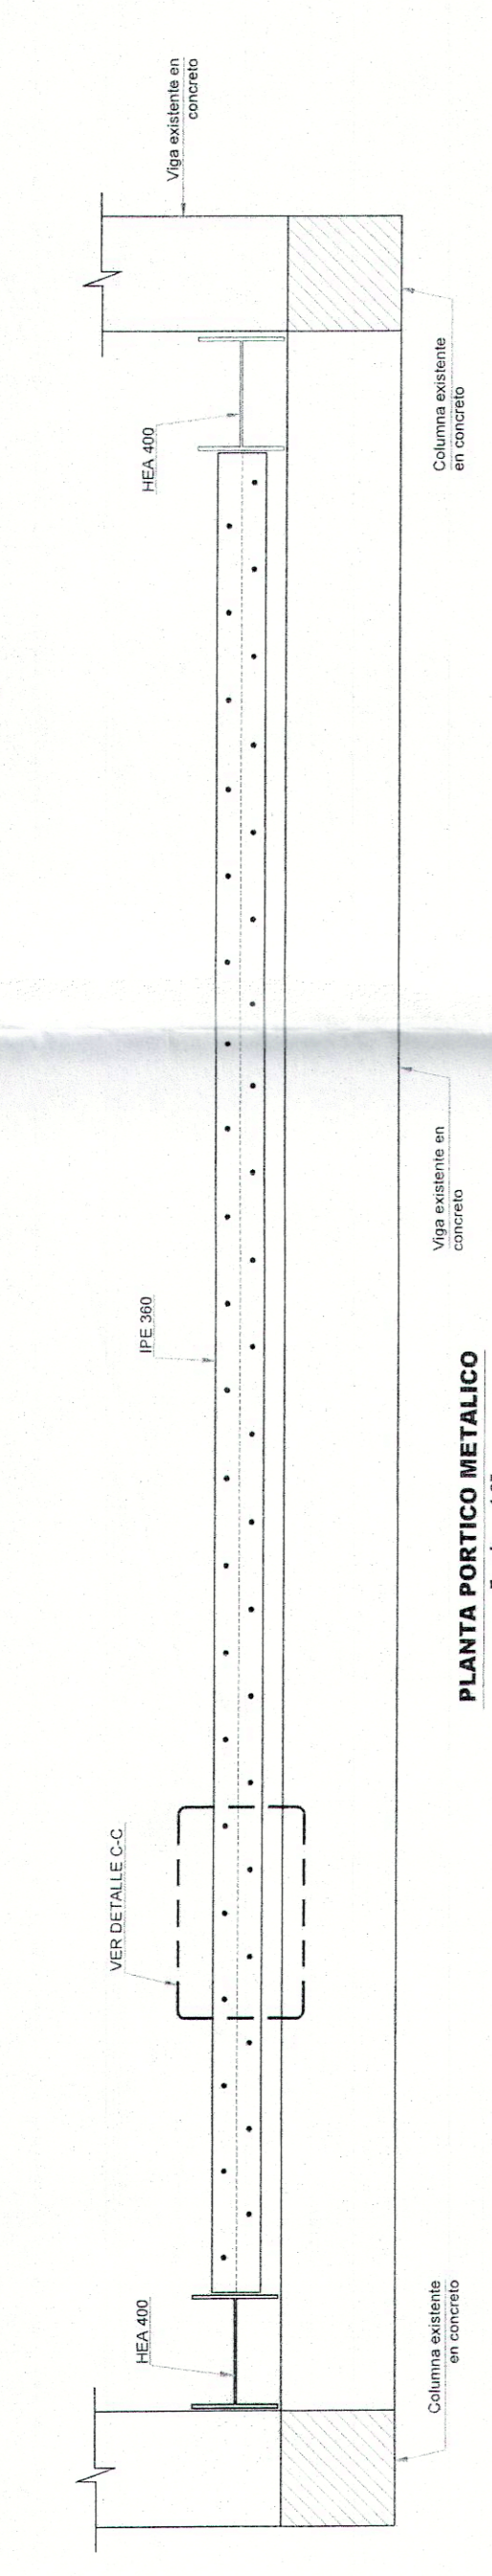 Viga existente en
concreto
HEA 400
Columna existente
en concreto
IPE 360
Viga existente en
concreto
VER DETALLE C-C
HEA 400
Columna existente
en concreto
PLANTA PORTICO METALICO